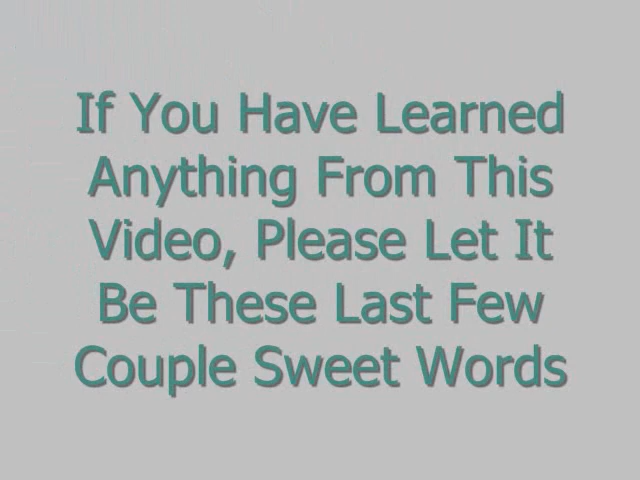 If You Have Learned
Anything From This
Video, Please Let It
Be These Last Few
Couple Sweet Words